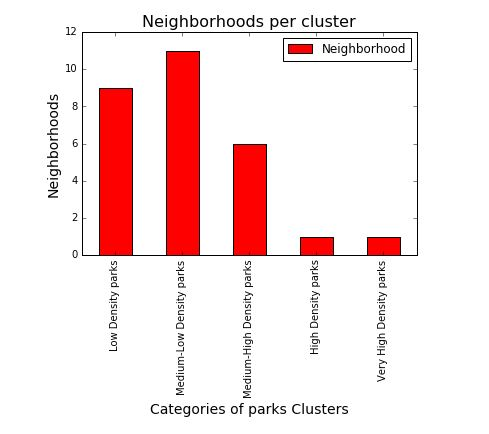 Neighborhoods per cluster
Neighborhood
Neighborhoods
12
10
8
6
4
2
0
Low Density parks
Medium-Low Density parks
Medium-High Density parks
High Density parks
Very High Density parks
Categories of parks Clusters